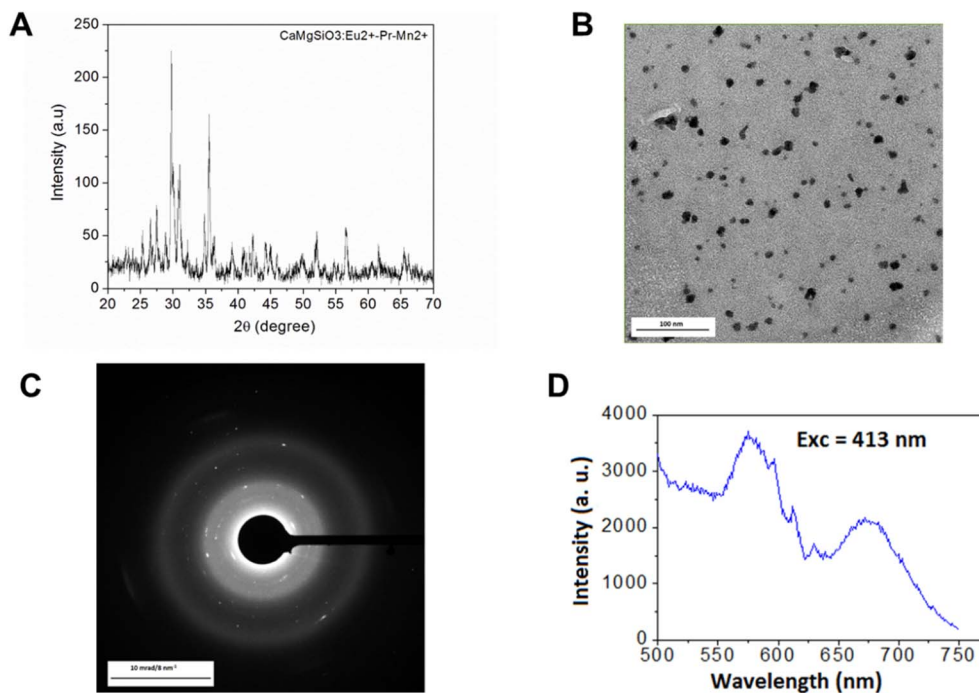 A
CaMgSiO3:Eu2+-Pr-Mn2+
Intensity (a.u)
250
200
150
100
50
0
20 25 30 35 40 45 50 55 60 65 70
2θ (degree)
B
100 nm
C
10 mrad/8 nm⁻¹
D
Exc = 413 nm
Intensity (a. u.)
4000
3000
2000
1000
0
500 550 600 650 700 750
Wavelength (nm)